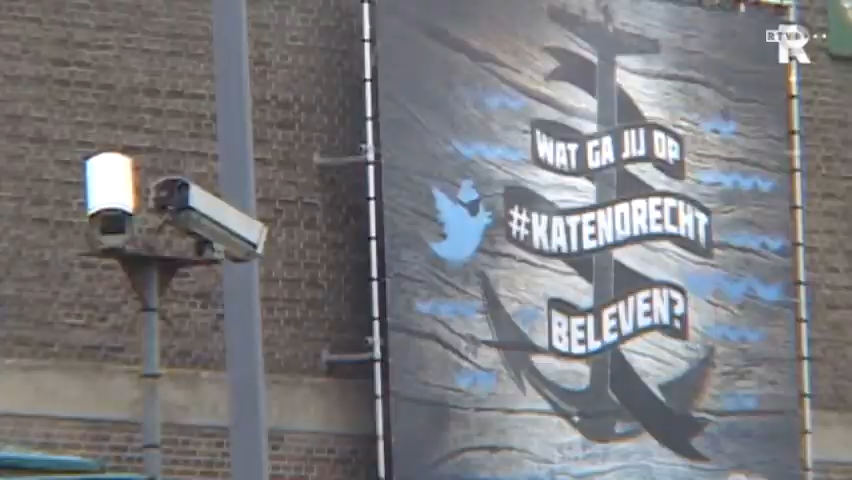 RTV
R
WAT GA JIJ OP
#KATENDRECHT
BELEVEN?